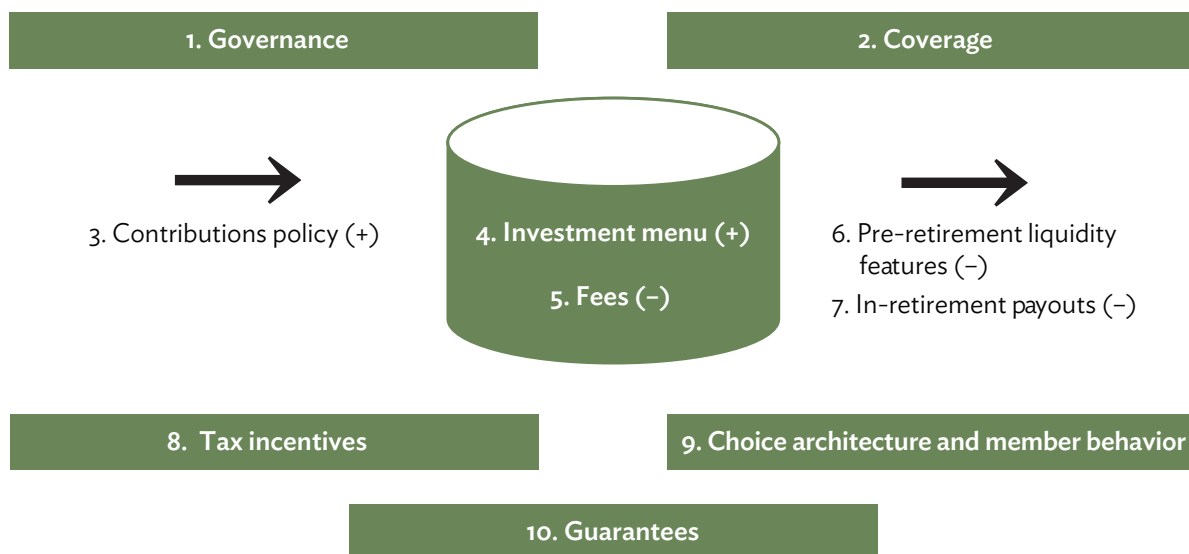 1. Governance
2. Coverage
3. Contributions policy (+)
4. Investment menu (+)
5. Fees (–)
6. Pre-retirement liquidity
features (–)
7. In-retirement payouts (–)
8. Tax incentives
9. Choice architecture and member behavior
10. Guarantees